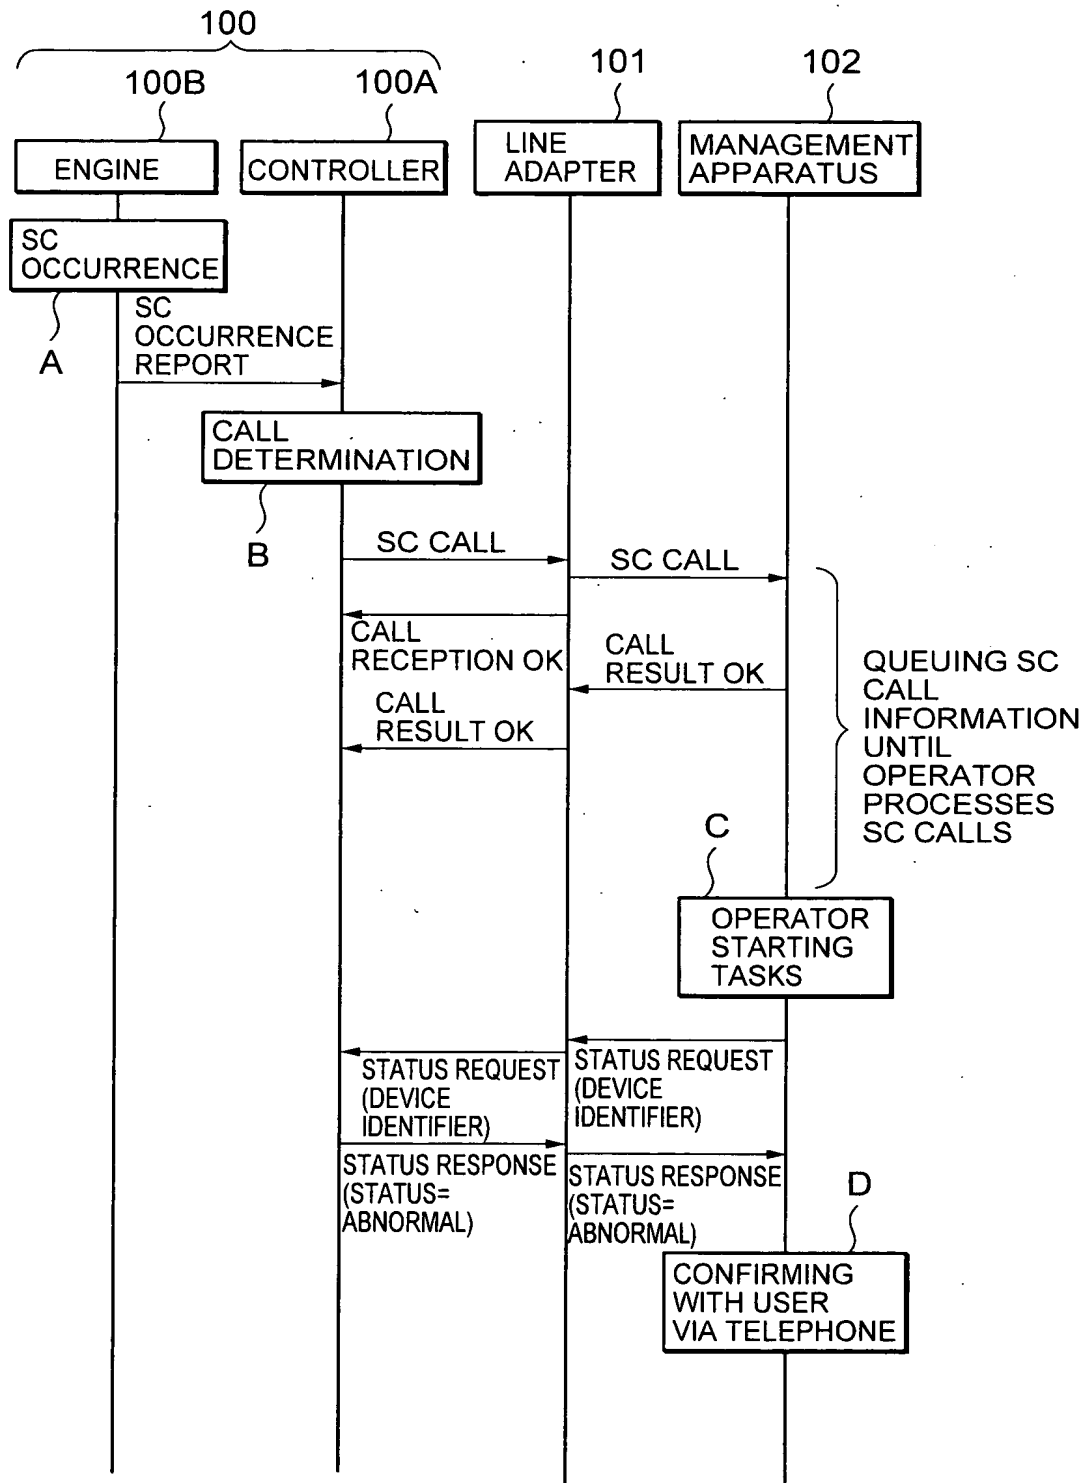 100
100B
100A
101
102
ENGINE
CONTROLLER
LINE
ADAPTER
MANAGEMENT
APPARATUS
SC
OCCURRENCE
A
SC
OCCURRENCE
REPORT
CALL
DETERMINATION
B
SC CALL
SC CALL
CALL
RECEPTION OK
CALL
RESULT OK
CALL
RESULT OK
QUEUING SC
CALL
INFORMATION
UNTIL
OPERATOR
PROCESSES
SC CALLS
C
OPERATOR
STARTING
TASKS
STATUS REQUEST
(DEVICE
IDENTIFIER)
STATUS REQUEST
(DEVICE
IDENTIFIER)
STATUS RESPONSE
(STATUS=
ABNORMAL)
STATUS RESPONSE
(STATUS=
ABNORMAL)
D
CONFIRMING
WITH USER
VIA TELEPHONE